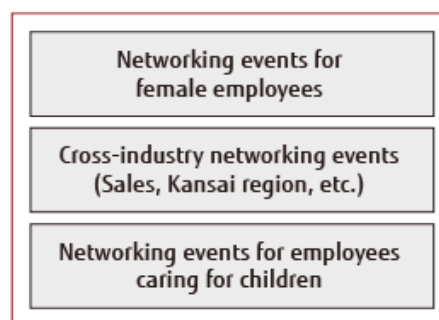 Networking events for
female employees
Cross-industry networking events
(Sales, Kansai region, etc.)
Networking events for employees
caring for children